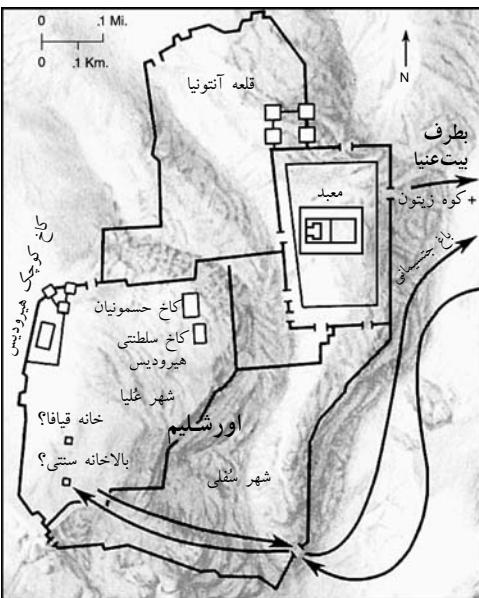 0 .1 Mi.
0 .1 Km.
N
قلعه آنتونیا
بطرف
بیت‌عنیا
معبد
+ کوه زیتون
باغ جتسیمانی
کاخ کوچک هیرودیس
کاخ حسمونیان
کاخ سلطنتی
هیرودیس
شهر عُلیا
خانه قیافا؟
اورشلیم
بالاخانه سنتی؟
شهر سُفلی